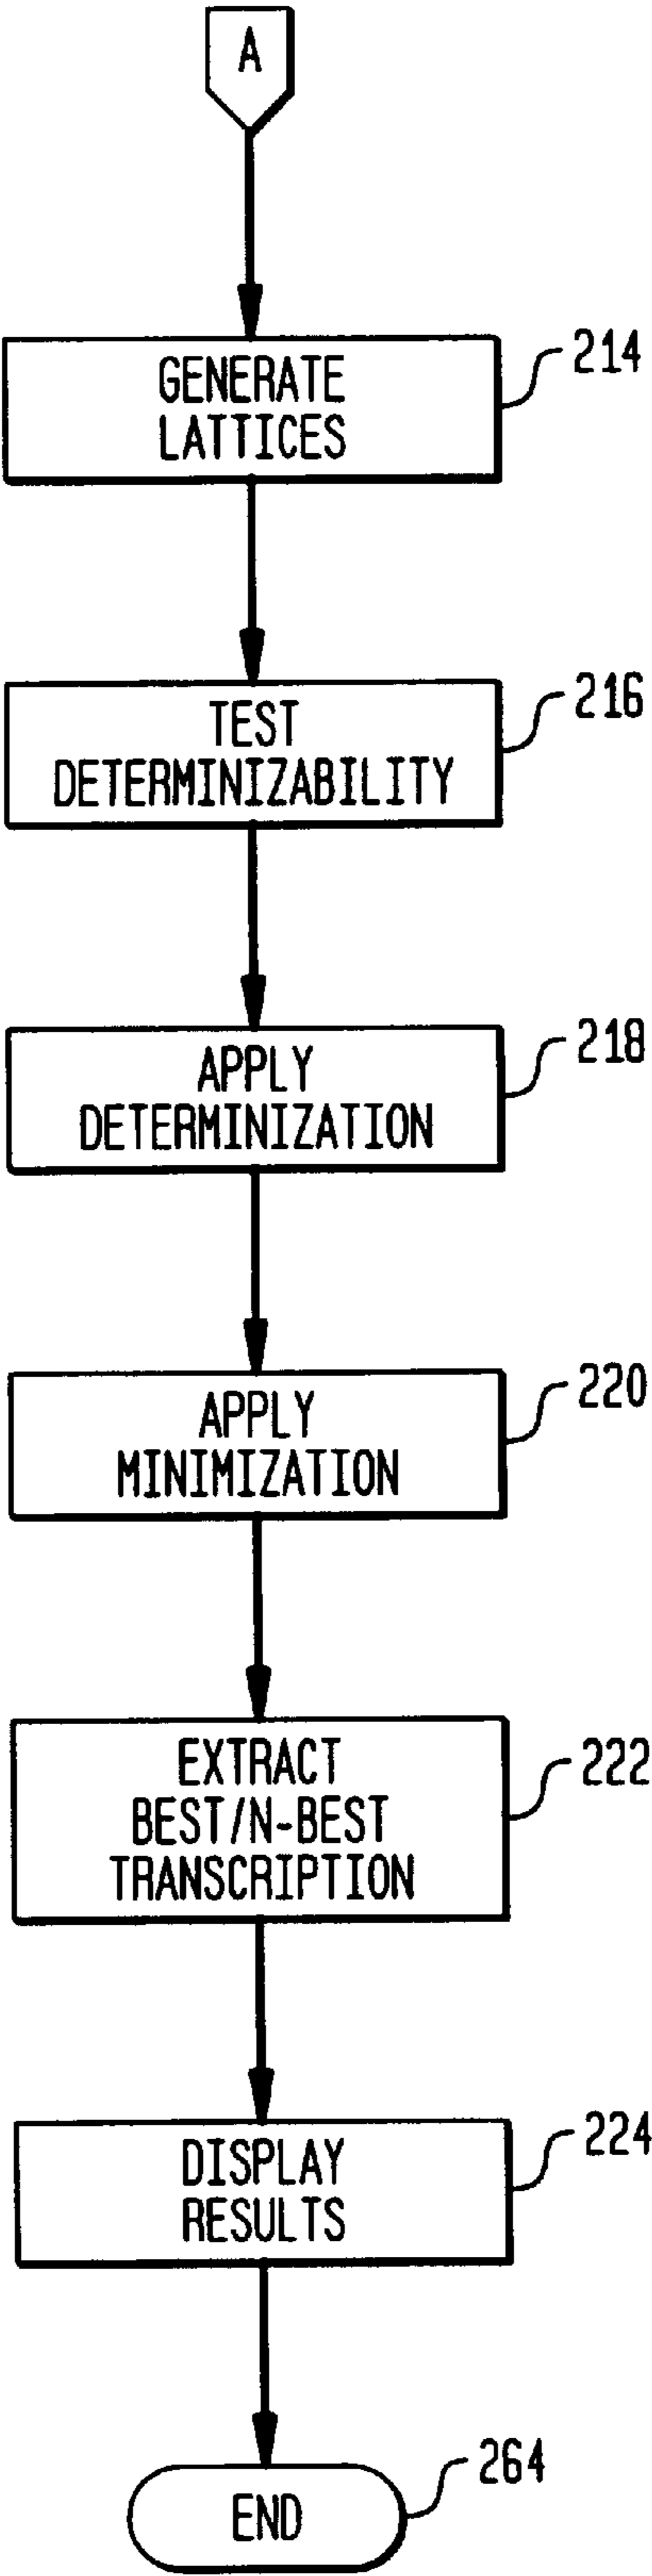 A
GENERATE
LATTICES
214
TEST
DETERMINIZABILITY
216
APPLY
DETERMINIZATION
218
APPLY
MINIMIZATION
220
EXTRACT
BEST/N-BEST
TRANSCRIPTION
222
DISPLAY
RESULTS
224
END
264